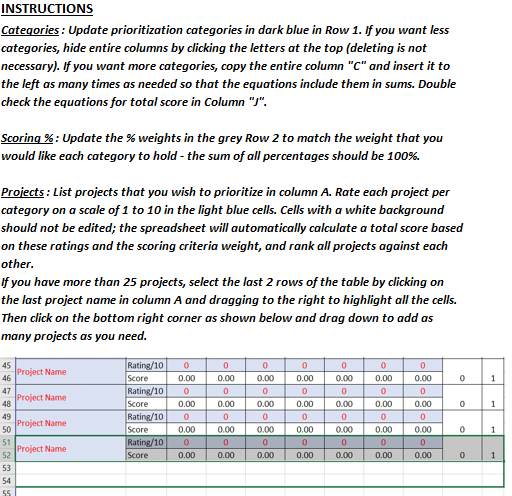 INSTRUCTIONS
Categories : Update prioritization categories in dark blue in Row 1. If you want less
categories, hide entire columns by clicking the letters at the top (deleting is not
necessary). If you want more categories, copy the entire column "C" and insert it to
the left as many times as needed so that the equations include them in sums. Double
check the equations for total score in Column "J".
Scoring % : Update the % weights in the grey Row 2 to match the weight that you
would like each category to hold - the sum of all percentages should be 100%.
Projects : List projects that you wish to prioritize in column A. Rate each project per
category on a scale of 1 to 10 in the light blue cells. Cells with a white background
should not be edited; the spreadsheet will automatically calculate a total score based
on these ratings and the scoring criteria weight, and rank all projects against each
other.
If you have more than 25 projects, select the last 2 rows of the table by clicking on
the last project name in column A and dragging to the right to highlight all the cells.
Then click on the bottom right corner as shown below and drag down to add as
many projects as you need.
45 Project Name Rating/10 0 0 0 0 0 0 0
46 Score 0.00 0.00 0.00 0.00 0.00 0.00 0.00 0 1
47 Project Name Rating/10 0 0 0 0 0 0 0
48 Score 0.00 0.00 0.00 0.00 0.00 0.00 0.00 0 1
49 Project Name Rating/10 0 0 0 0 0 0 0
50 Score 0.00 0.00 0.00 0.00 0.00 0.00 0.00 0 1
51 Project Name Rating/10 0 0 0 0 0 0 0
52 Score 0.00 0.00 0.00 0.00 0.00 0.00 0.00 0 1
53
54
55